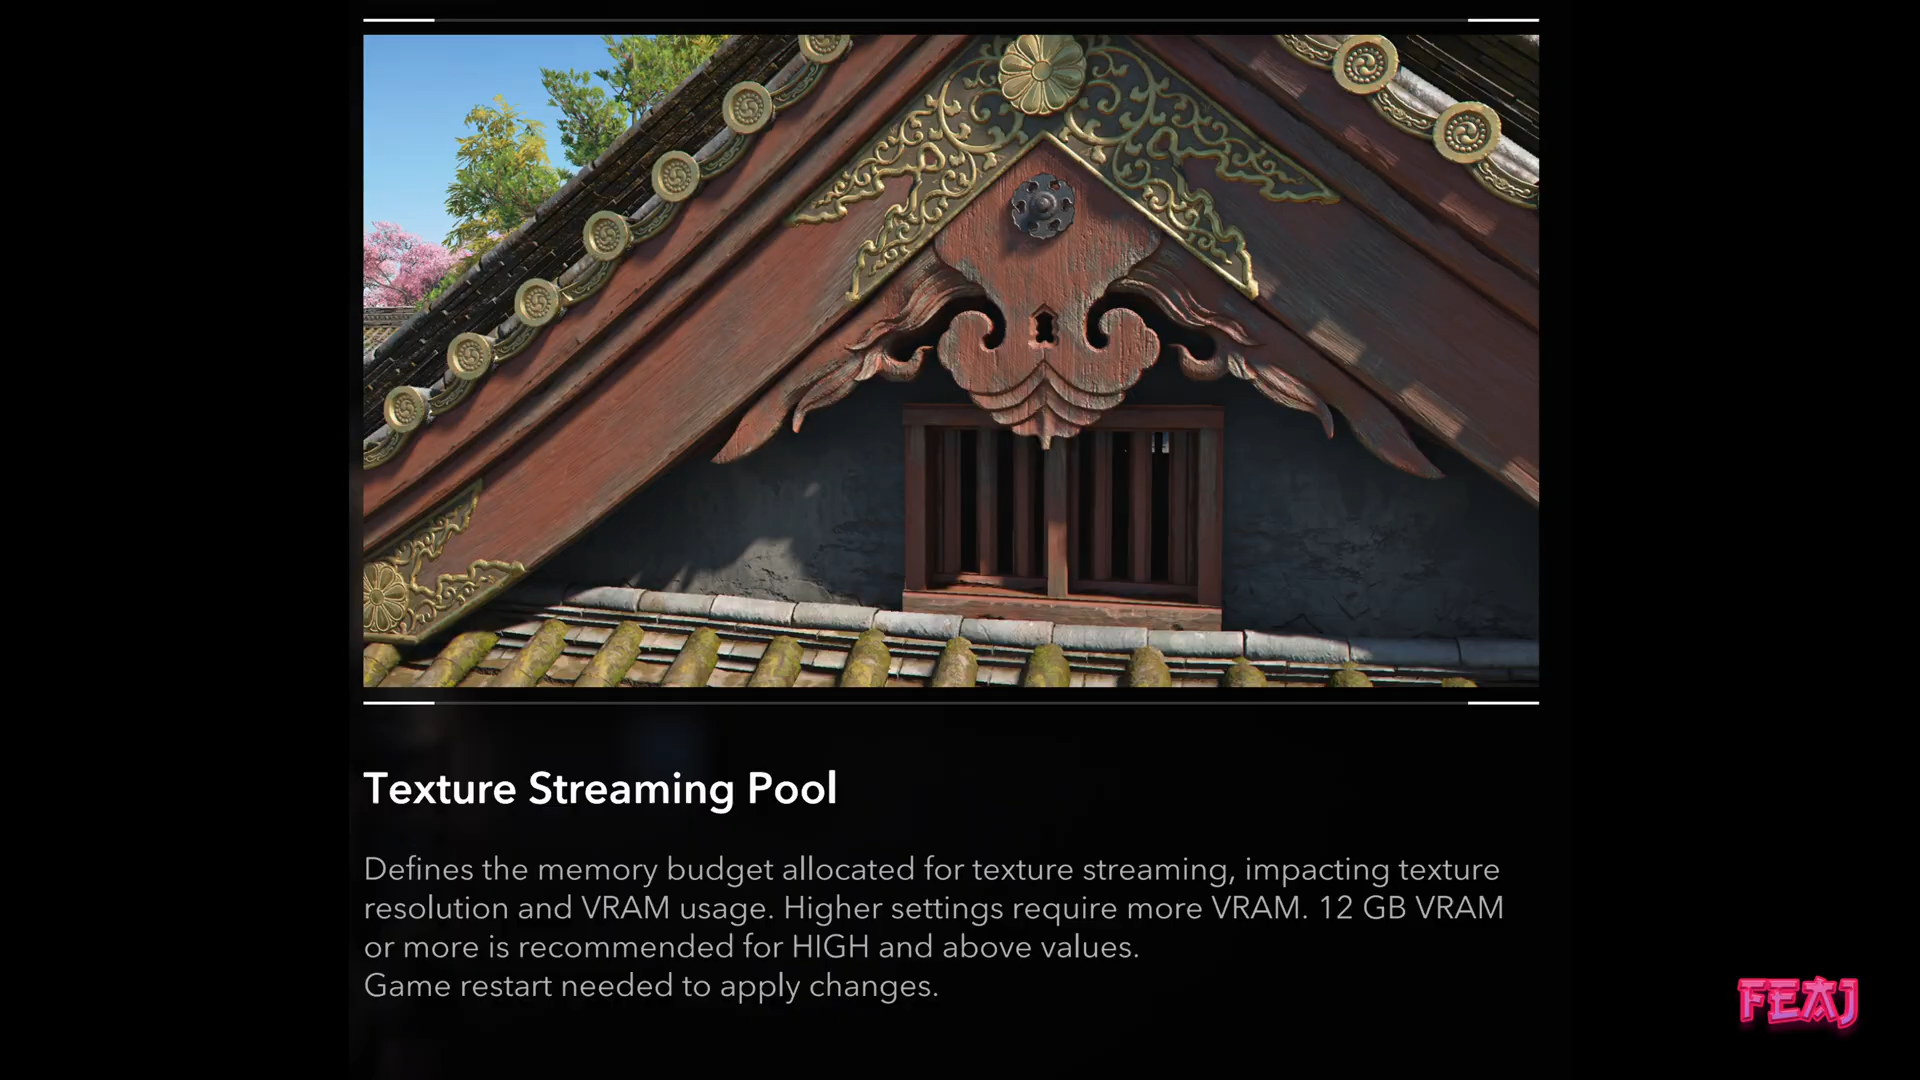 Texture Streaming Pool
Defines the memory budget allocated for texture streaming, impacting texture
resolution and VRAM usage. Higher settings require more VRAM. 12 GB VRAM
or more is recommended for HIGH and above values.
Game restart needed to apply changes.
FEAJ